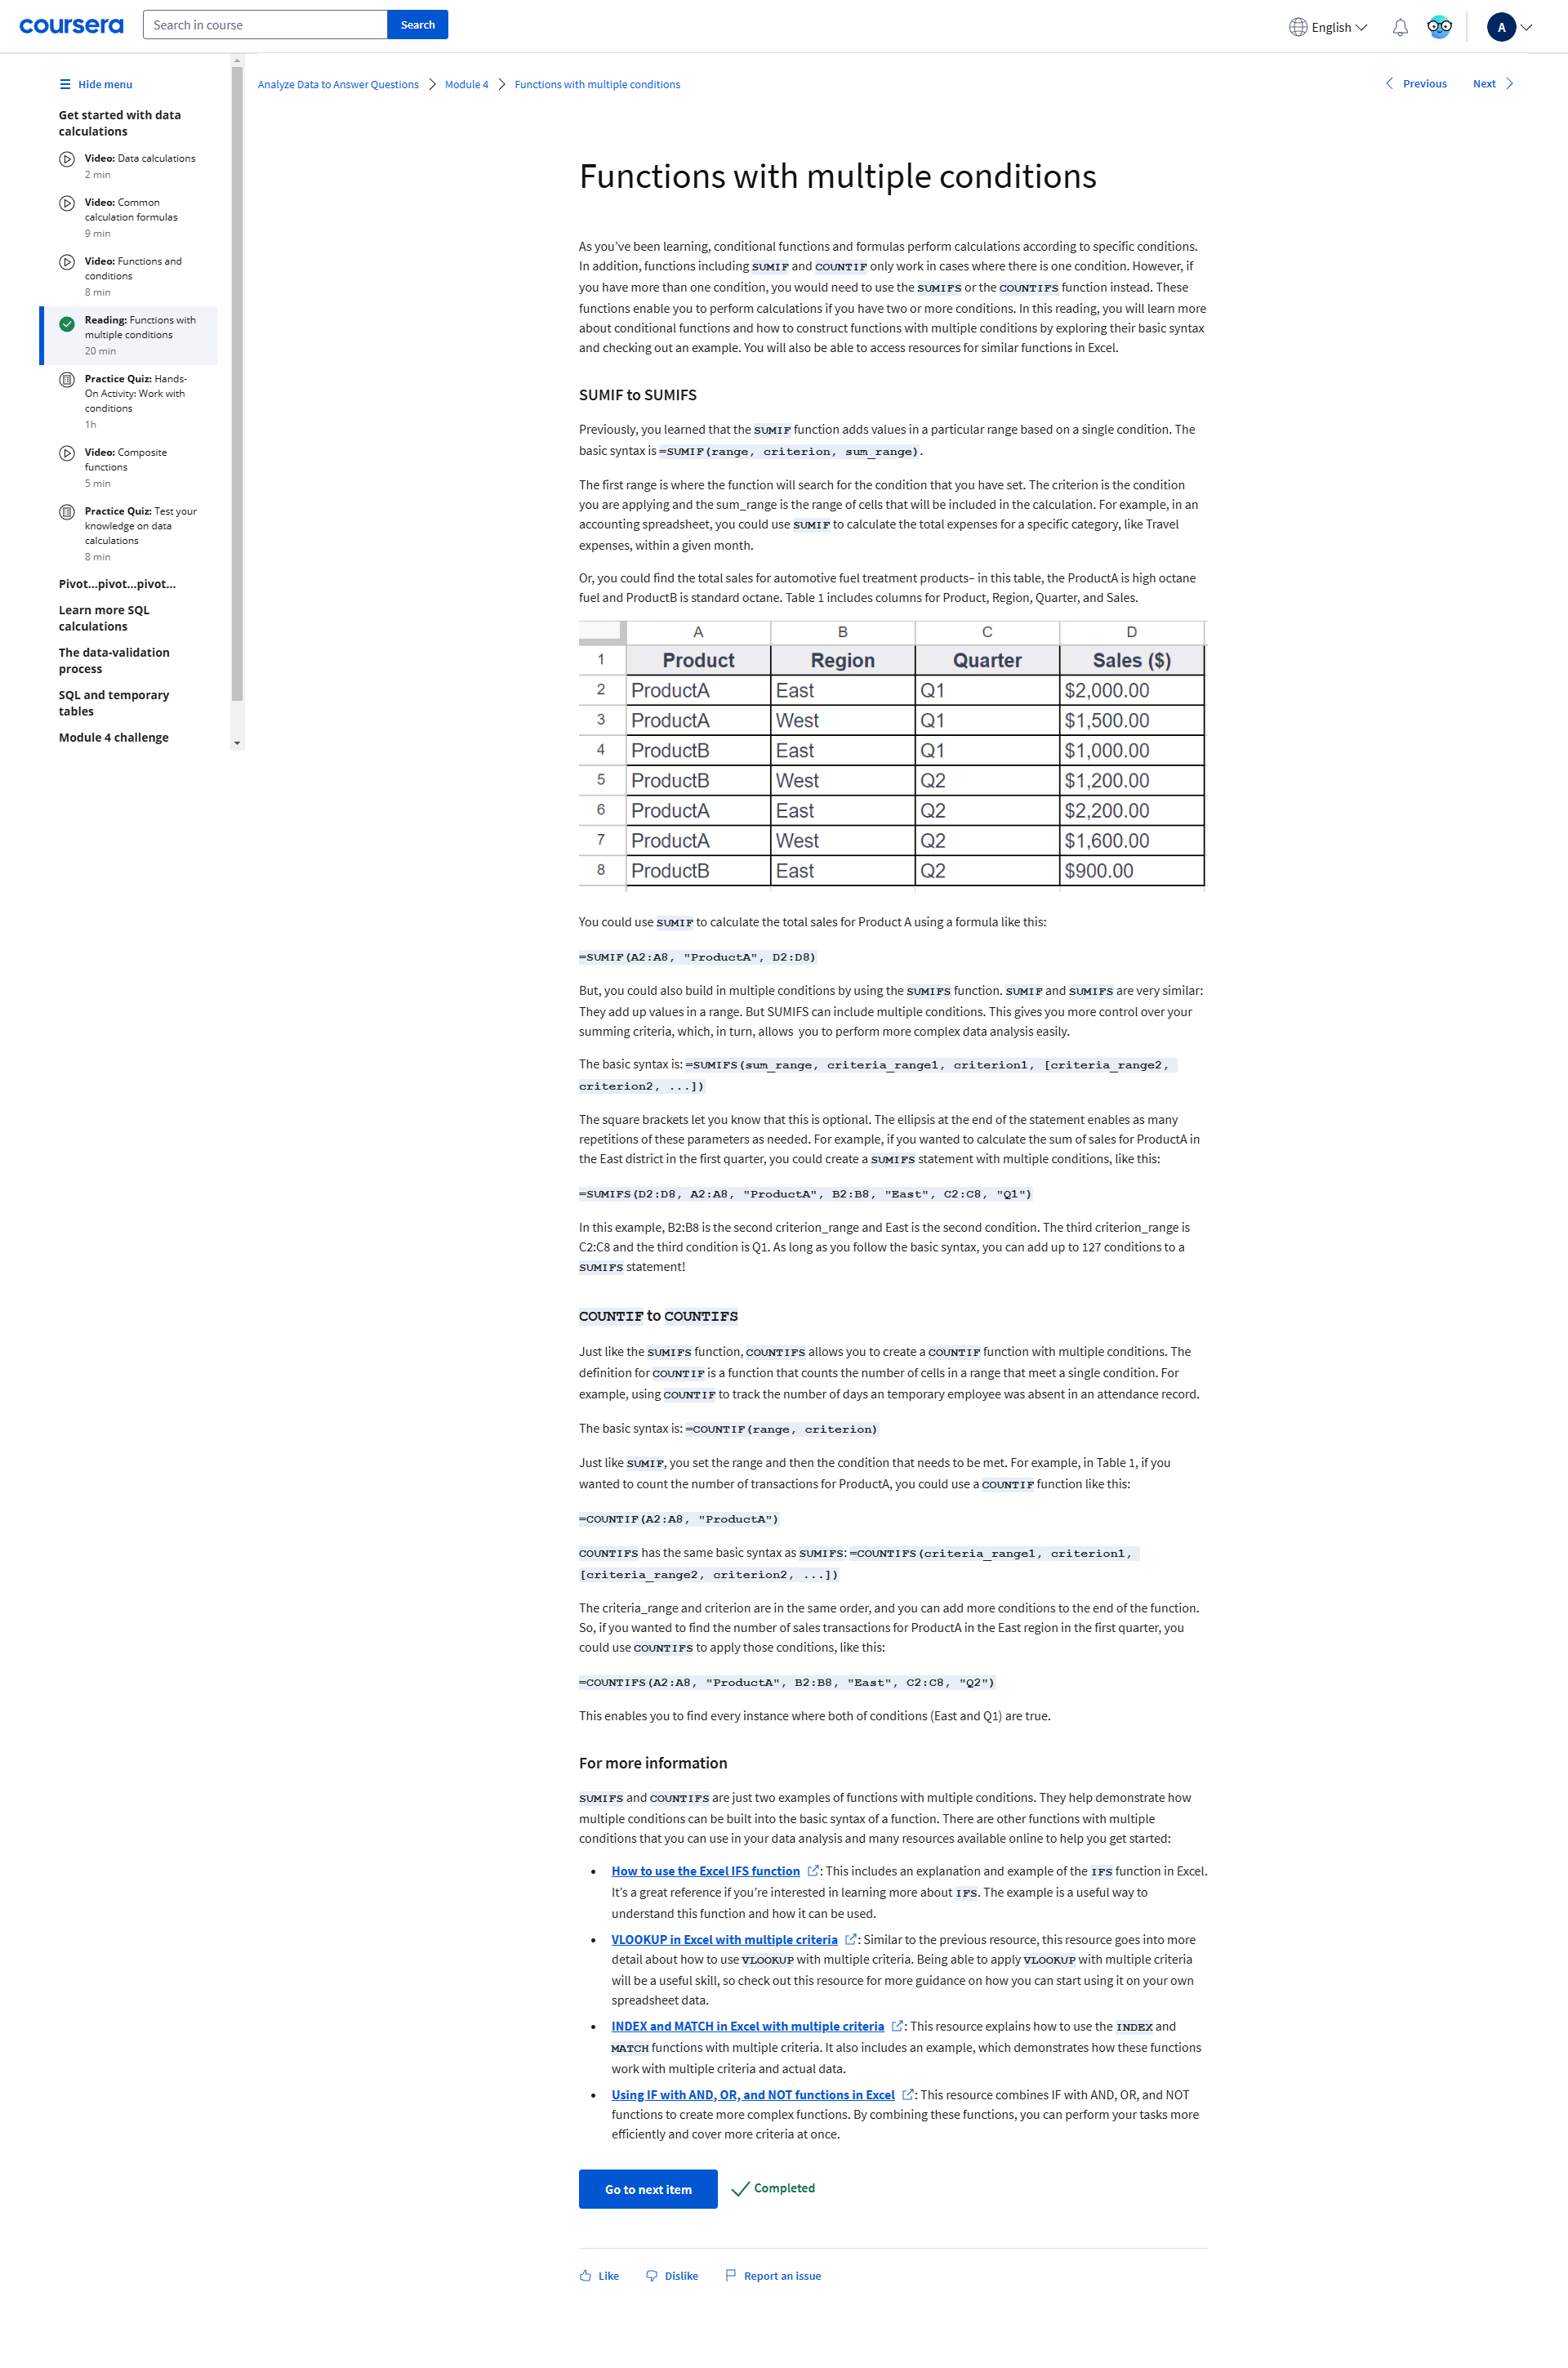 coursera
Search in course
Search
English
A
Hide menu
Get started with data
calculations
Video: Data calculations
2 min
Video: Common
calculation formulas
9 min
Video: Functions and
conditions
8 min
Reading: Functions with
multiple conditions
20 min
Practice Quiz: Hands-
On Activity: Work with
conditions
1h
Video: Composite
functions
5 min
Practice Quiz: Test your
knowledge on data
calculations
8 min
Pivot...pivot...pivot...
Learn more SQL
calculations
The data-validation
process
SQL and temporary
tables
Module 4 challenge
Analyze Data to Answer Questions
Module 4
Functions with multiple conditions
Previous
Next
Functions with multiple conditions
As you’ve been learning, conditional functions and formulas perform calculations according to specific conditions.
In addition, functions including SUMIF and COUNTIF only work in cases where there is one condition. However, if
you have more than one condition, you would need to use the SUMIFS or the COUNTIFS function instead. These
functions enable you to perform calculations if you have two or more conditions. In this reading, you will learn more
about conditional functions and how to construct functions with multiple conditions by exploring their basic syntax
and checking out an example. You will also be able to access resources for similar functions in Excel.
SUMIF to SUMIFS
Previously, you learned that the SUMIF function adds values in a particular range based on a single condition. The
basic syntax is =SUMIF(range, criterion, sum_range).
The first range is where the function will search for the condition that you have set. The criterion is the condition
you are applying and the sum_range is the range of cells that will be included in the calculation. For example, in an
accounting spreadsheet, you could use SUMIF to calculate the total expenses for a specific category, like Travel
expenses, within a given month.
Or, you could find the total sales for automotive fuel treatment products– in this table, the ProductA is high octane
fuel and ProductB is standard octane. Table 1 includes columns for Product, Region, Quarter, and Sales.
A B C D
1 Product Region Quarter Sales ($)
2 ProductA East Q1 $2,000.00
3 ProductA West Q1 $1,500.00
4 ProductB East Q1 $1,000.00
5 ProductB West Q2 $1,200.00
6 ProductA East Q2 $2,200.00
7 ProductA West Q2 $1,600.00
8 ProductB East Q2 $900.00
You could use SUMIF to calculate the total sales for Product A using a formula like this:
=SUMIF(A2:A8, "ProductA", D2:D8)
But, you could also build in multiple conditions by using the SUMIFS function. SUMIF and SUMIFS are very similar:
They add up values in a range. But SUMIFS can include multiple conditions. This gives you more control over your
summing criteria, which, in turn, allows  you to perform more complex data analysis easily.
The basic syntax is: =SUMIFS(sum_range, criteria_range1, criterion1, [criteria_range2,
criterion2, ...])
The square brackets let you know that this is optional. The ellipsis at the end of the statement enables as many
repetitions of these parameters as needed. For example, if you wanted to calculate the sum of sales for ProductA in
the East district in the first quarter, you could create a SUMIFS statement with multiple conditions, like this:
=SUMIFS(D2:D8, A2:A8, "ProductA", B2:B8, "East", C2:C8, "Q1")
In this example, B2:B8 is the second criterion_range and East is the second condition. The third criterion_range is
C2:C8 and the third condition is Q1. As long as you follow the basic syntax, you can add up to 127 conditions to a
SUMIFS statement!
COUNTIF to COUNTIFS
Just like the SUMIFS function, COUNTIFS allows you to create a COUNTIF function with multiple conditions. The
definition for COUNTIF is a function that counts the number of cells in a range that meet a single condition. For
example, using COUNTIF to track the number of days an temporary employee was absent in an attendance record.
The basic syntax is: =COUNTIF(range, criterion)
Just like SUMIF, you set the range and then the condition that needs to be met. For example, in Table 1, if you
wanted to count the number of transactions for ProductA, you could use a COUNTIF function like this:
=COUNTIF(A2:A8, "ProductA")
COUNTIFS has the same basic syntax as SUMIFS: =COUNTIFS(criteria_range1, criterion1,
[criteria_range2, criterion2, ...])
The criteria_range and criterion are in the same order, and you can add more conditions to the end of the function.
So, if you wanted to find the number of sales transactions for ProductA in the East region in the first quarter, you
could use COUNTIFS to apply those conditions, like this:
=COUNTIFS(A2:A8, "ProductA", B2:B8, "East", C2:C8, "Q2")
This enables you to find every instance where both of conditions (East and Q1) are true.
For more information
SUMIFS and COUNTIFS are just two examples of functions with multiple conditions. They help demonstrate how
multiple conditions can be built into the basic syntax of a function. There are other functions with multiple
conditions that you can use in your data analysis and many resources available online to help you get started:
• How to use the Excel IFS function : This includes an explanation and example of the IFS function in Excel.
It’s a great reference if you’re interested in learning more about IFS. The example is a useful way to
understand this function and how it can be used.
• VLOOKUP in Excel with multiple criteria : Similar to the previous resource, this resource goes into more
detail about how to use VLOOKUP with multiple criteria. Being able to apply VLOOKUP with multiple criteria
will be a useful skill, so check out this resource for more guidance on how you can start using it on your own
spreadsheet data.
• INDEX and MATCH in Excel with multiple criteria : This resource explains how to use the INDEX and
MATCH functions with multiple criteria. It also includes an example, which demonstrates how these functions
work with multiple criteria and actual data.
• Using IF with AND, OR, and NOT functions in Excel : This resource combines IF with AND, OR, and NOT
functions to create more complex functions. By combining these functions, you can perform your tasks more
efficiently and cover more criteria at once.
Go to next item
Completed
Like
Dislike
Report an issue